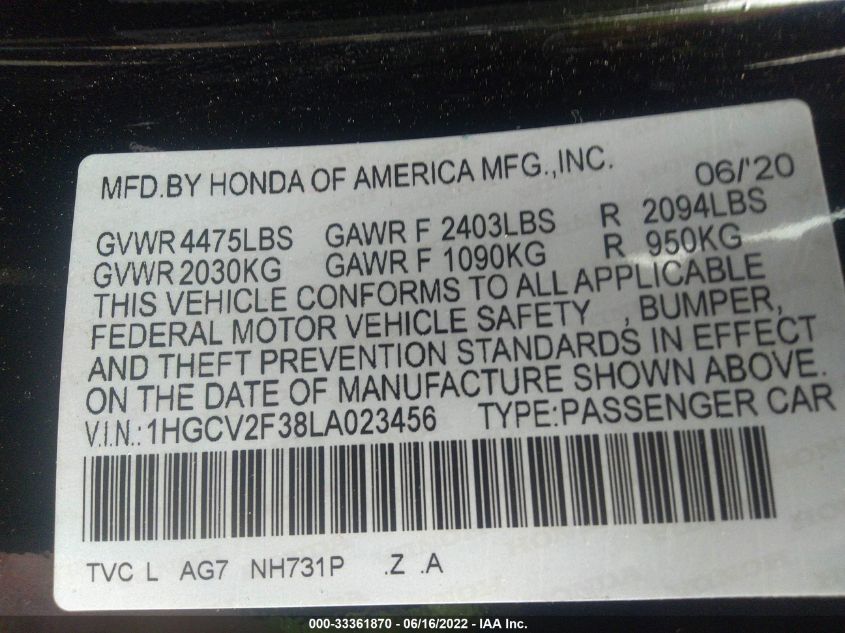 MFD.BY HONDA OF AMERICA MFG.,INC. 06/'20
GVWR 4475LBS GAWR F 2403LBS R 2094LBS
GVWR 2030KG GAWR F 1090KG R 950KG
THIS VEHICLE CONFORMS TO ALL APPLICABLE
FEDERAL MOTOR VEHICLE SAFETY , BUMPER,
AND THEFT PREVENTION STANDARDS IN EFFECT
ON THE DATE OF MANUFACTURE SHOWN ABOVE.
V.I.N.:1HGCV2F38LA023456 TYPE:PASSENGER CAR
TVC L AG7 NH731P .Z .A
000-33361870 - 06/16/2022 - IAA Inc.